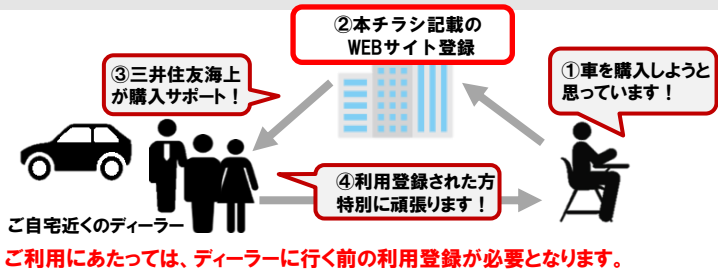 ②本チラシ記載の
WEBサイト登録
③三井住友海上
が購入サポート！
①車を購入しようと
思っています！
④利用登録された方
特別に頑張ります！
ご自宅近くのディーラー
ご利用にあたっては、ディーラーに行く前の利用登録が必要となります。